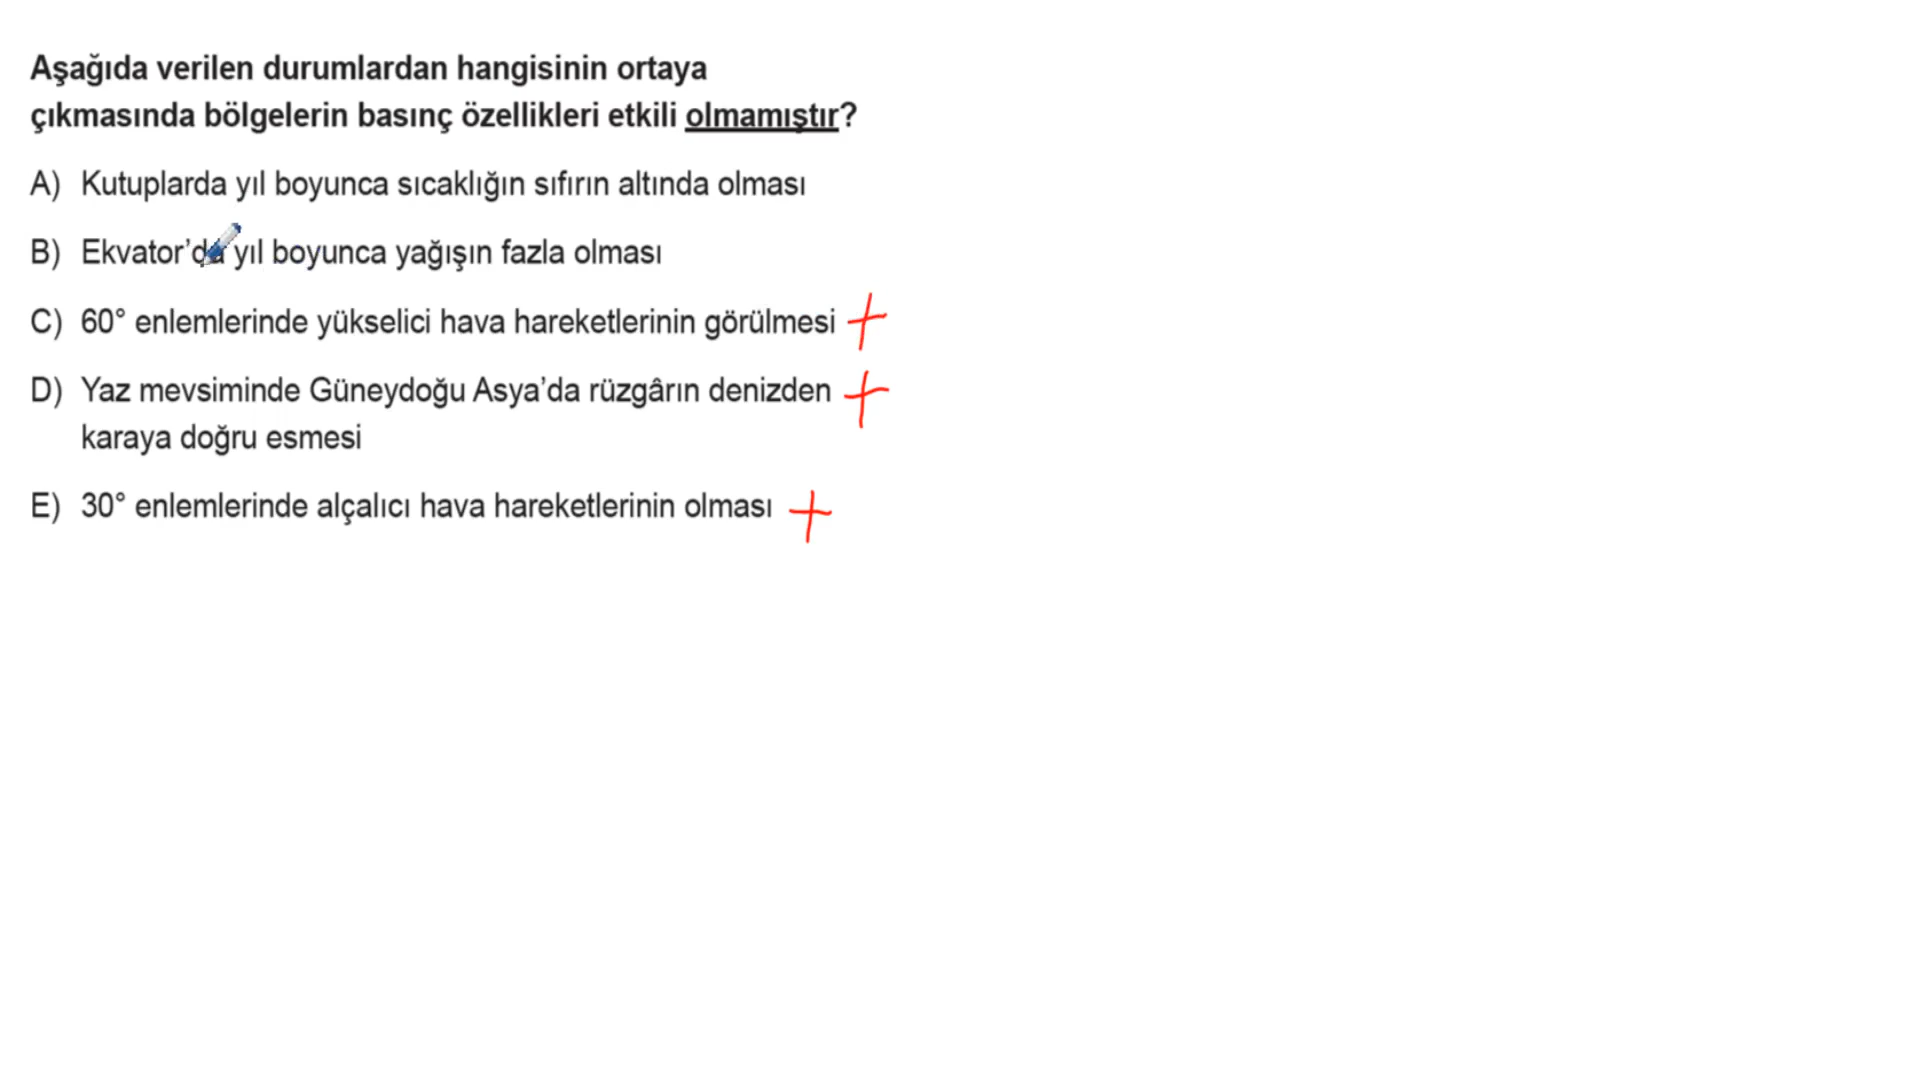 Aşağıda verilen durumlardan hangisinin ortaya
çıkmasında bölgelerin basınç özellikleri etkili olmamıştır?
A) Kutuplarda yıl boyunca sıcaklığın sıfırın altında olması
B) Ekvator’da yıl boyunca yağışın fazla olması
C) 60° enlemlerinde yükselici hava hareketlerinin görülmesi +
D) Yaz mevsiminde Güneydoğu Asya’da rüzgârın denizden +
karaya doğru esmesi
E) 30° enlemlerinde alçalıcı hava hareketlerinin olması +